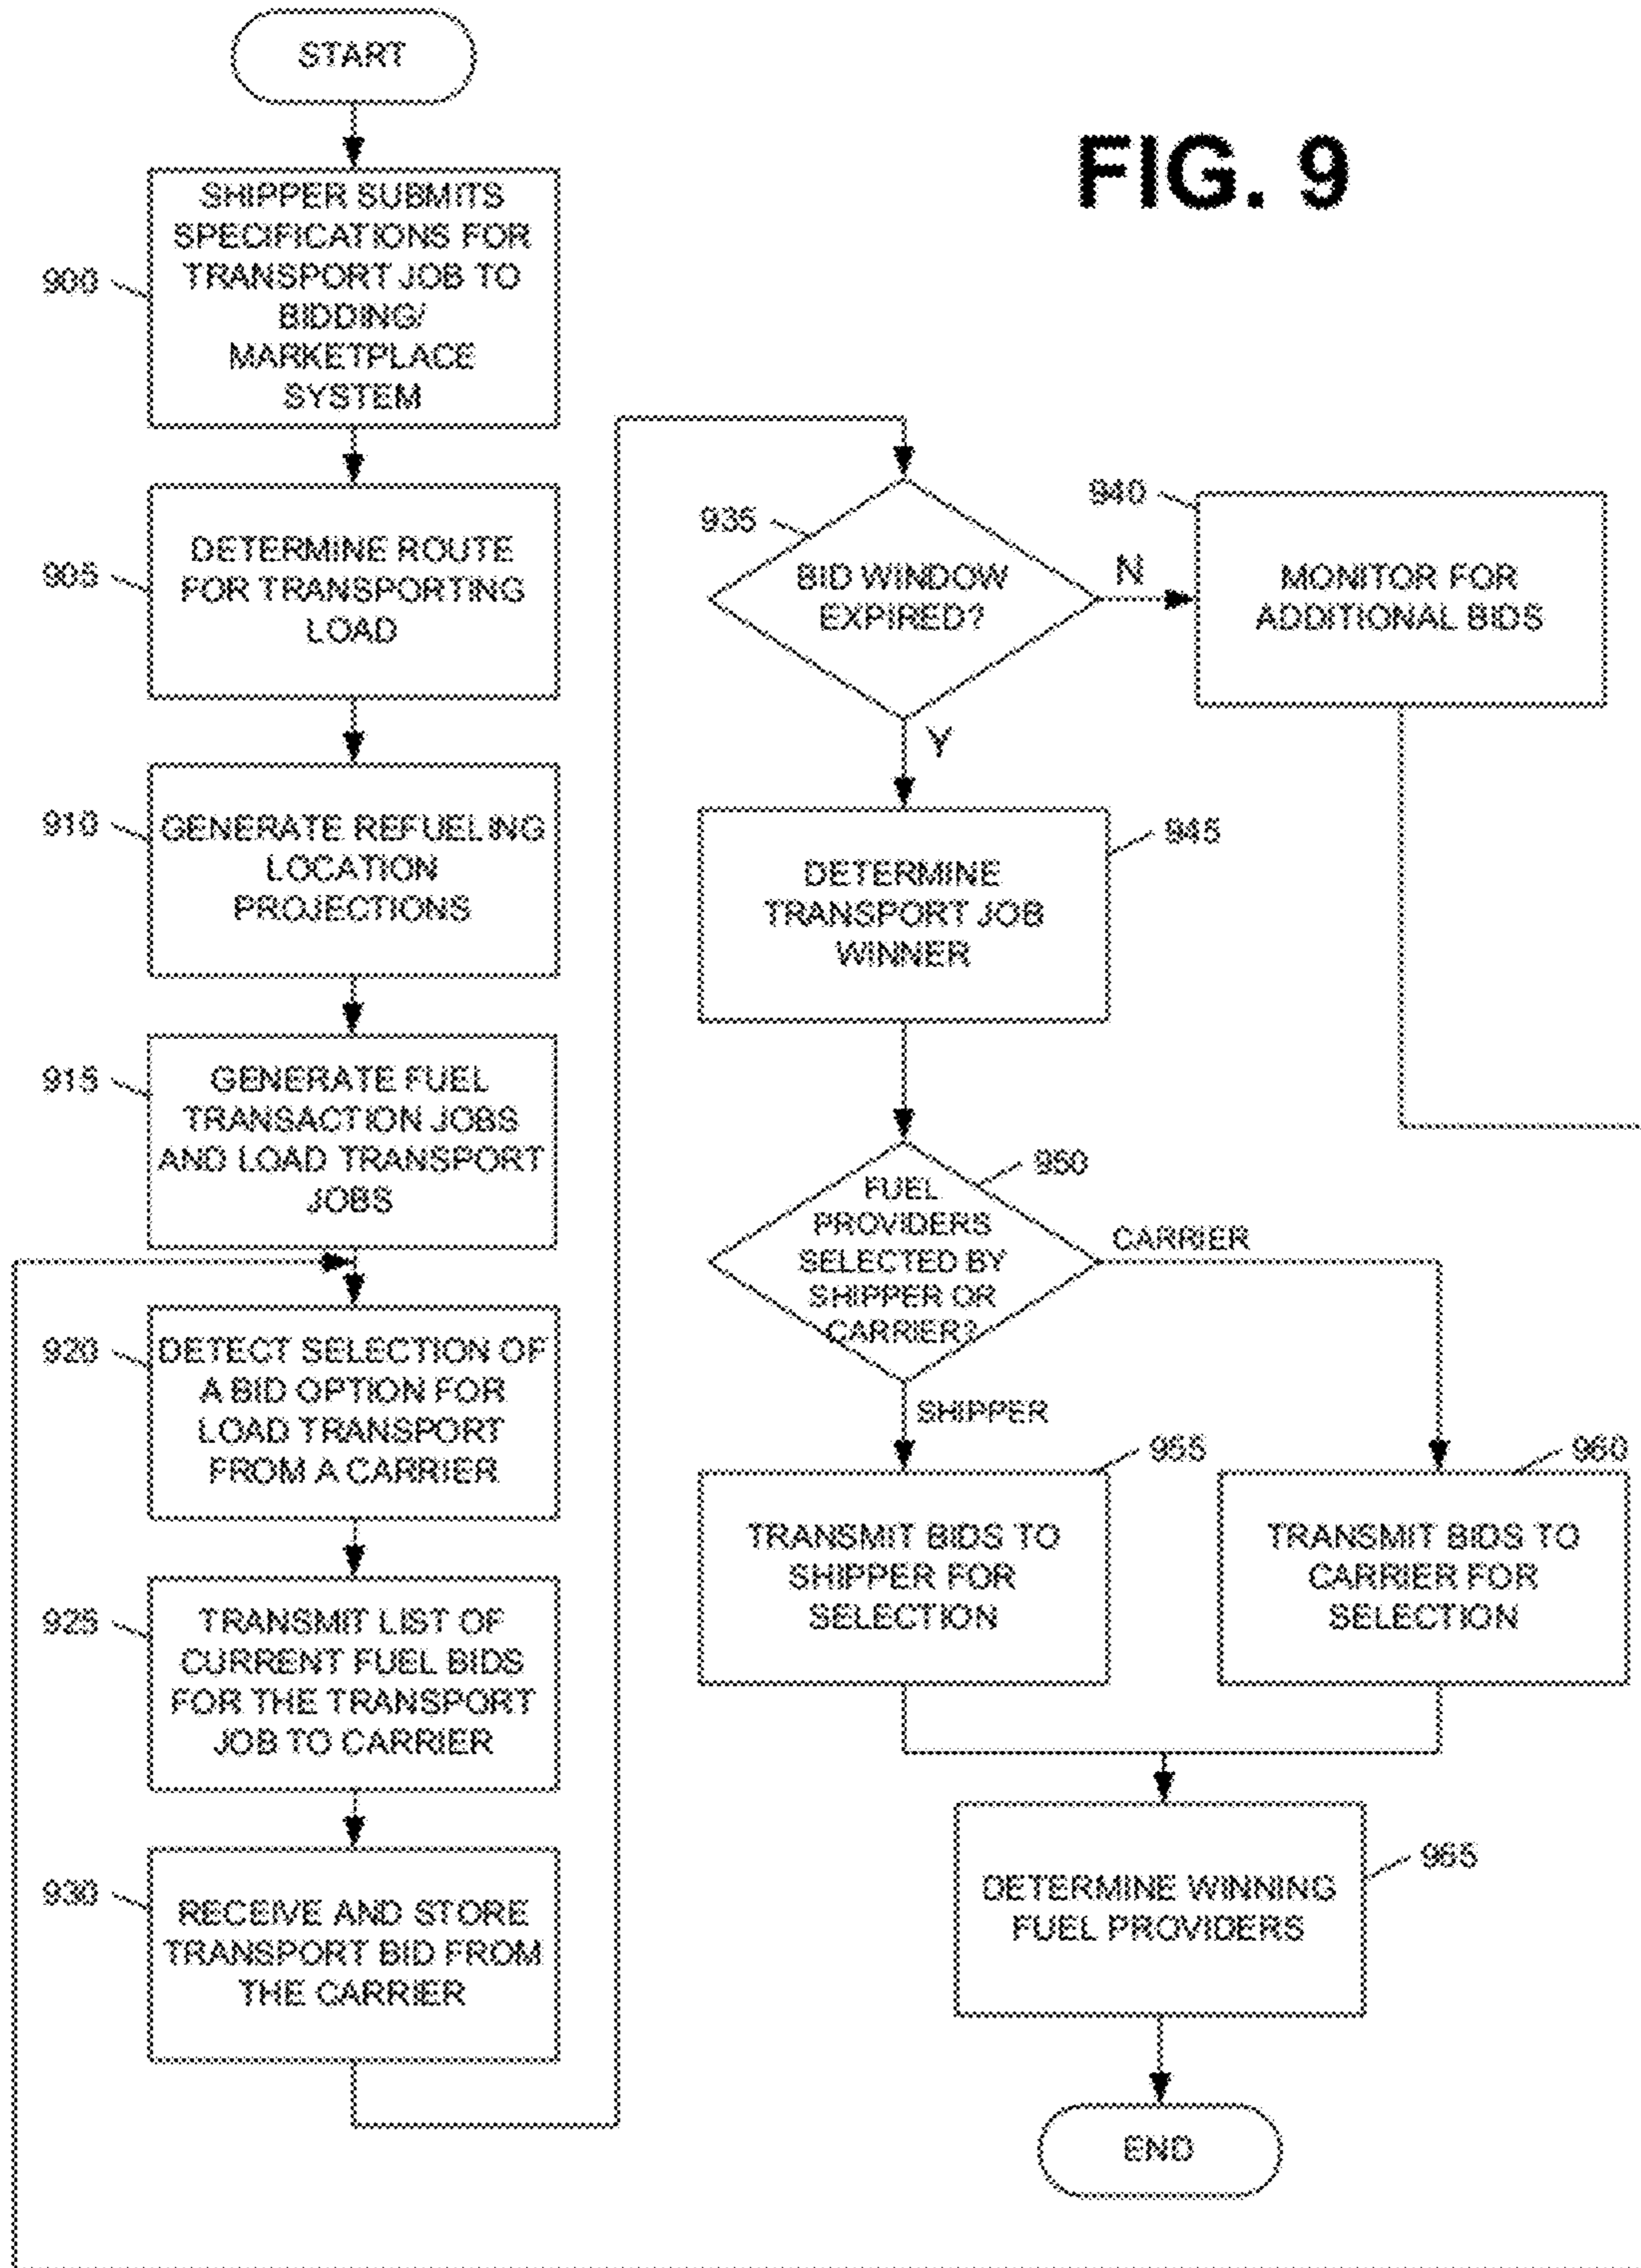 START
FIG. 9
900
SHIPPER SUBMITS
SPECIFICATIONS FOR
TRANSPORT JOB TO
BIDDING/
MARKETPLACE
SYSTEM
905
DETERMINE ROUTE
FOR TRANSPORTING
LOAD
910
GENERATE REFUELING
LOCATION
PROJECTIONS
915
GENERATE FUEL
TRANSACTION JOBS
AND LOAD TRANSPORT
JOBS
920
DETECT SELECTION OF
A BID OPTION FOR
LOAD TRANSPORT
FROM A CARRIER
925
TRANSMIT LIST OF
CURRENT FUEL BIDS
FOR THE TRANSPORT
JOB TO CARRIER
930
RECEIVE AND STORE
TRANSPORT BID FROM
THE CARRIER
935
BID WINDOW
EXPIRED?
N
940
MONITOR FOR
ADDITIONAL BIDS
Y
945
DETERMINE
TRANSPORT JOB
WINNER
950
FUEL
PROVIDERS
SELECTED BY
SHIPPER OR
CARRIER?
CARRIER
SHIPPER
955
TRANSMIT BIDS TO
SHIPPER FOR
SELECTION
960
TRANSMIT BIDS TO
CARRIER FOR
SELECTION
965
DETERMINE WINNING
FUEL PROVIDERS
END